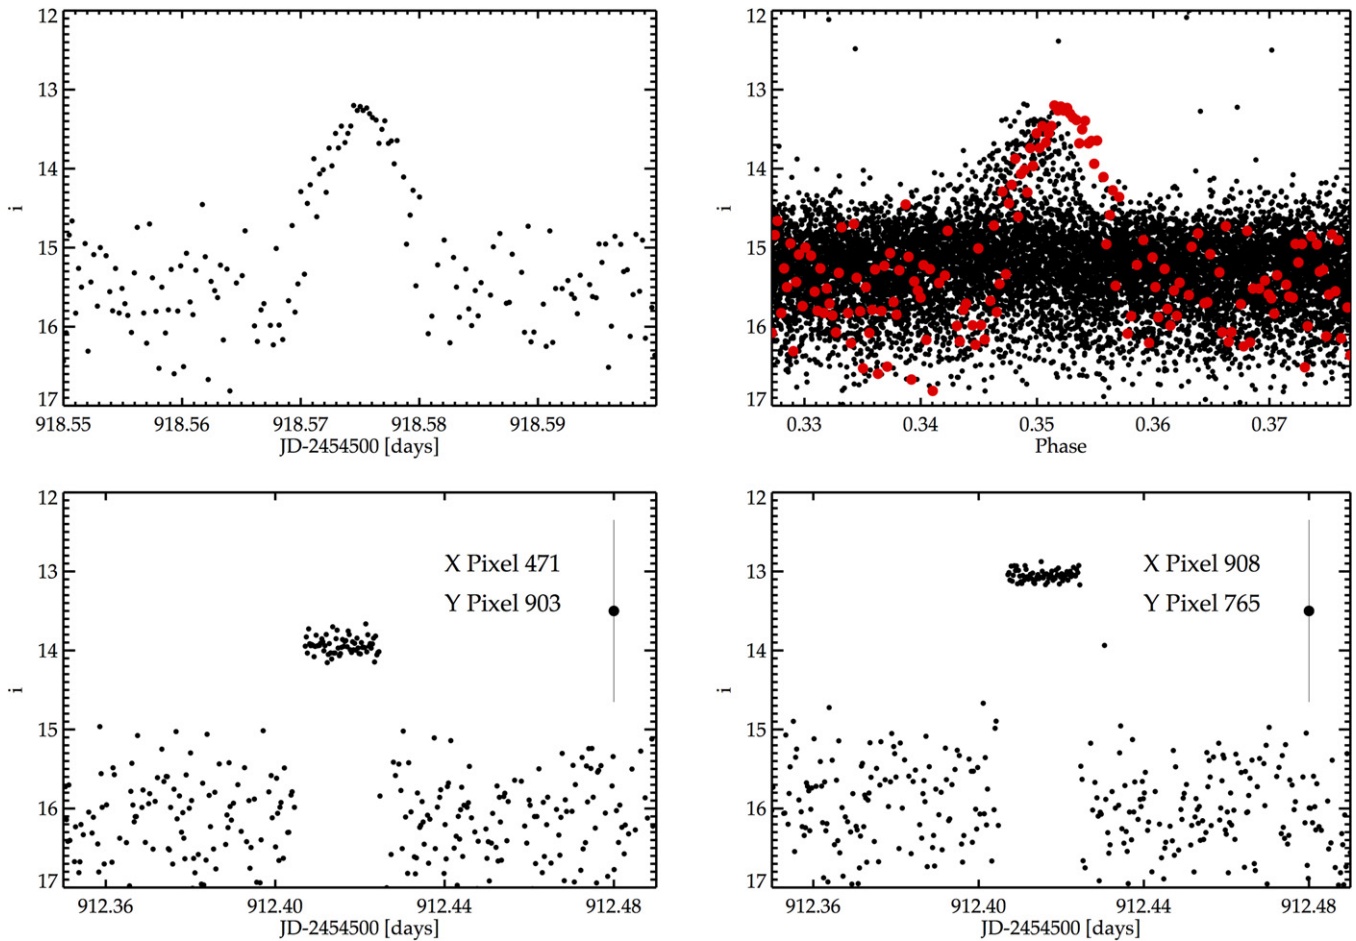 12
13
14
15
16
17
i
918.55 918.56 918.57 918.58 918.59
JD-2454500 [days]
12
13
14
15
16
17
i
0.33 0.34 0.35 0.36 0.37
Phase
12
13
14
15
16
17
i
X Pixel 471
Y Pixel 903
912.36 912.40 912.44 912.48
JD-2454500 [days]
12
13
14
15
16
17
i
X Pixel 908
Y Pixel 765
912.36 912.40 912.44 912.48
JD-2454500 [days]